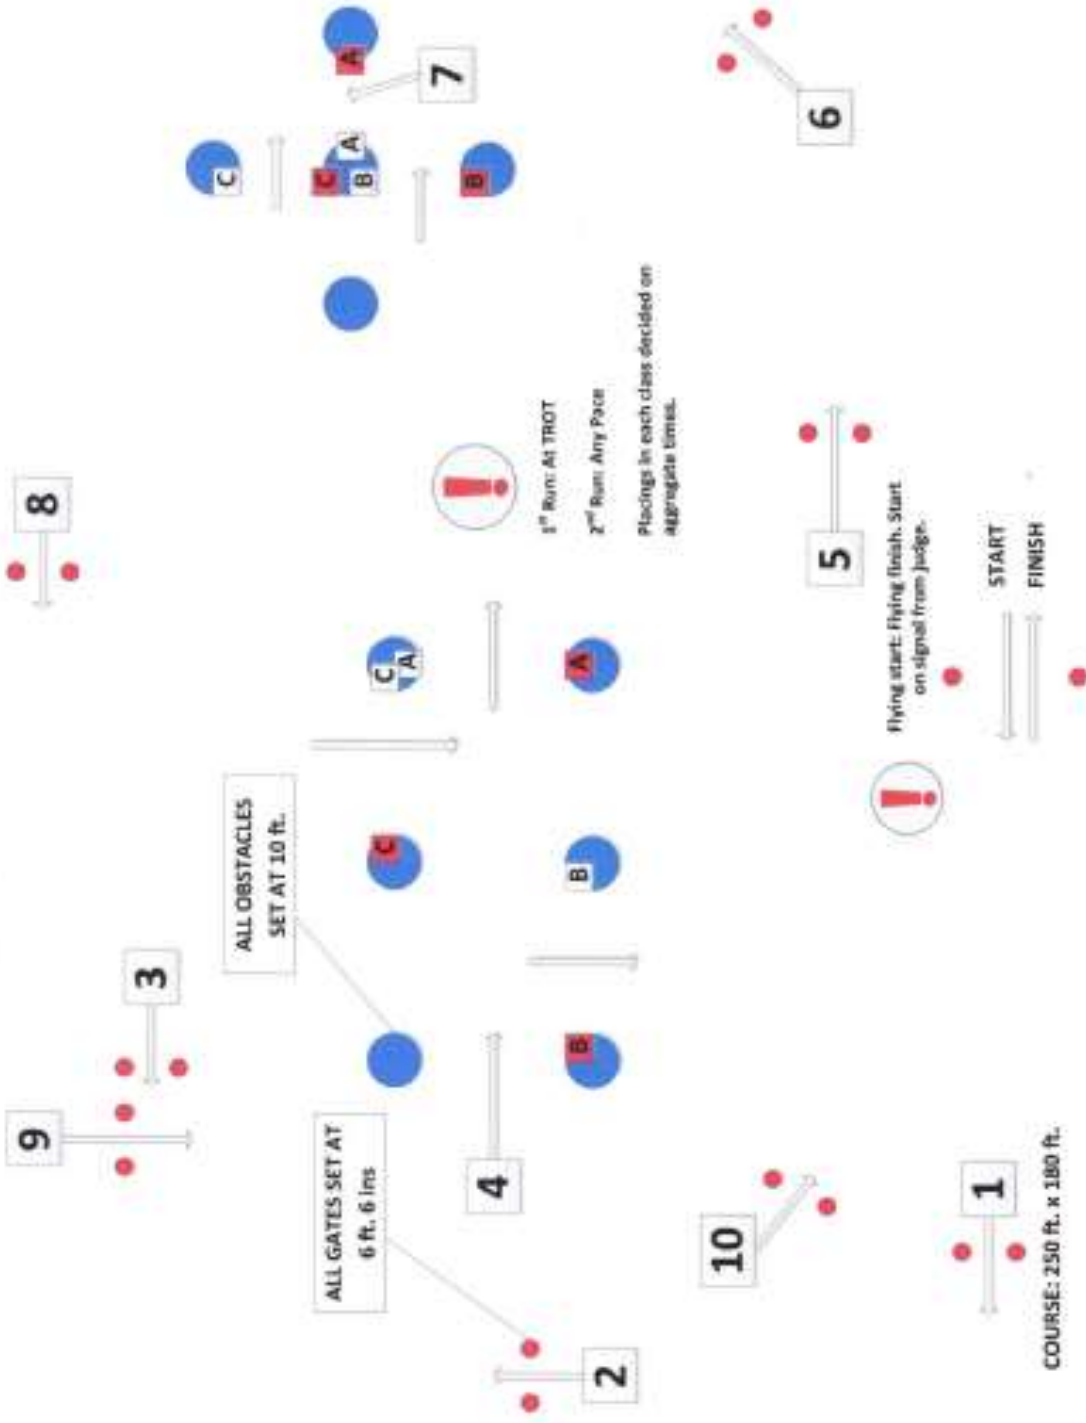 9
8
3
C
ALL OBSTACLES
SET AT 10 ft.
ALL GATES SET AT
6 ft. 6 ins
C
A
A
B
7
C
C
A
B
4
B
B
A
1st Run: At TROT
2nd Run: Any Pace
Placings in each class decided on
aggregate times.
2
10
6
5
Flying start: Flying finish. Start
on signal from judge.
1
START
FINISH
COURSE: 250 ft. x 180 ft.